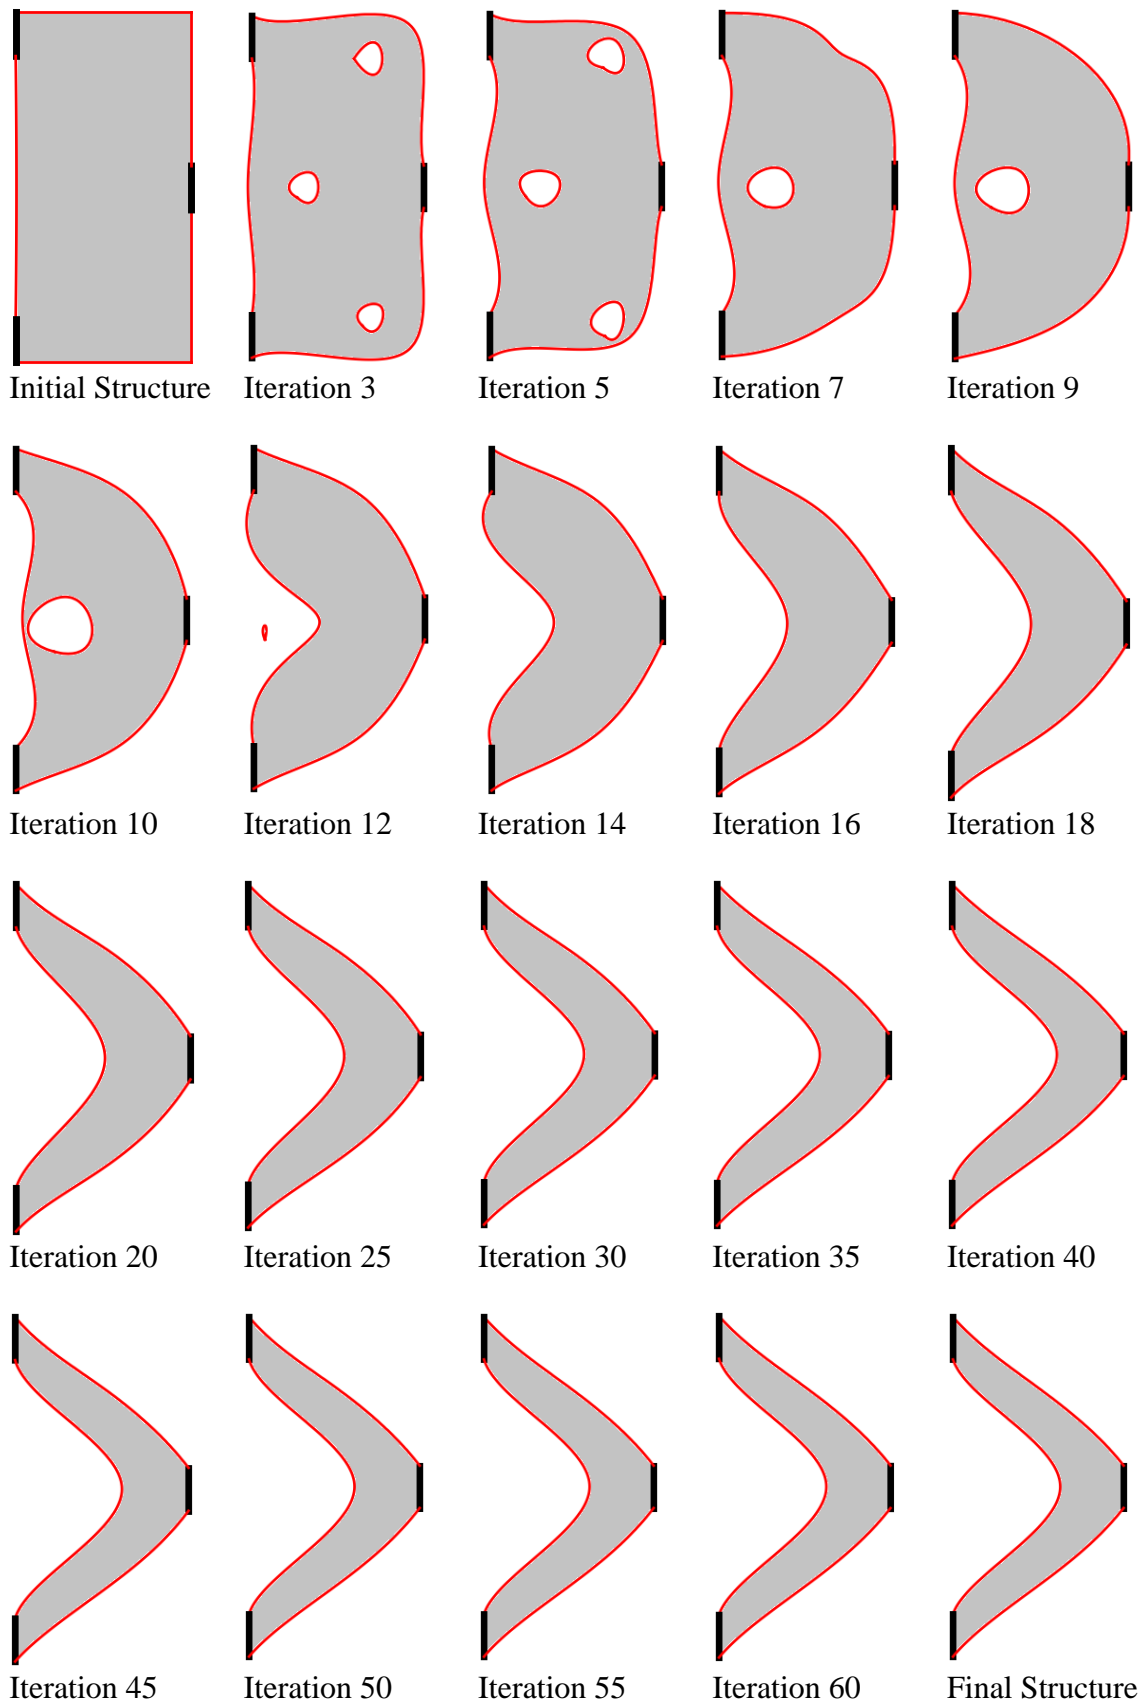 Initial Structure Iteration 3 Iteration 5 Iteration 7 Iteration 9
Iteration 10 Iteration 12 Iteration 14 Iteration 16 Iteration 18
Iteration 20 Iteration 25 Iteration 30 Iteration 35 Iteration 40
Iteration 45 Iteration 50 Iteration 55 Iteration 60 Final Structure